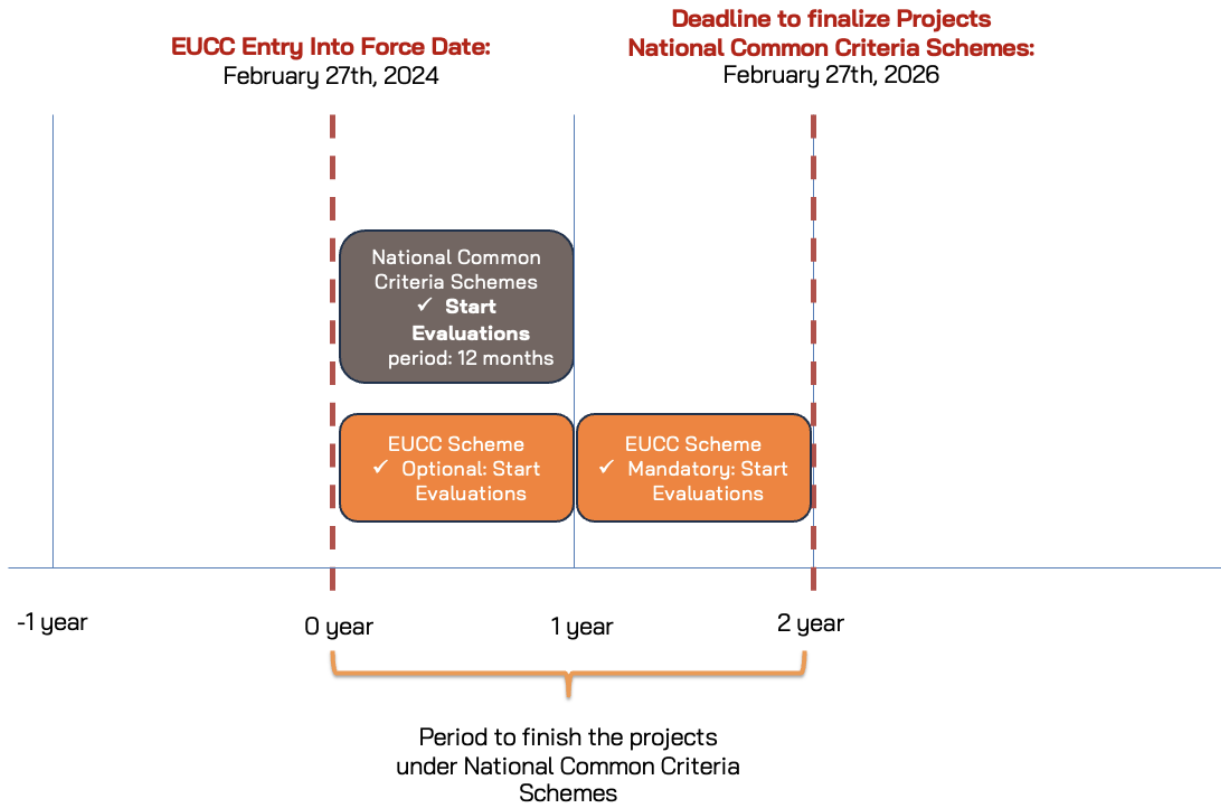 EUCC Entry Into Force Date:
February 27th, 2024
Deadline to finalize Projects
National Common Criteria Schemes:
February 27th, 2026
National Common
Criteria Schemes
✓ Start
Evaluations
period: 12 months
EUCC Scheme
✓ Optional: Start
Evaluations
EUCC Scheme
✓ Mandatory: Start
Evaluations
-1 year
0 year
1 year
2 year
Period to finish the projects
under National Common Criteria
Schemes